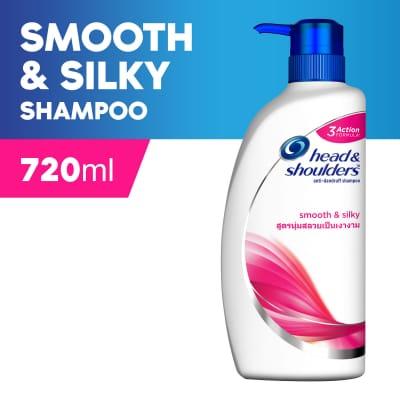 SMOOTH
& SILKY
SHAMPOO
720ml
3 Action
FORMULA
head &
shoulders
anti-dandruff shampoo
smooth & silky
สูตรนุ่มสลวยเป็นเงางาม